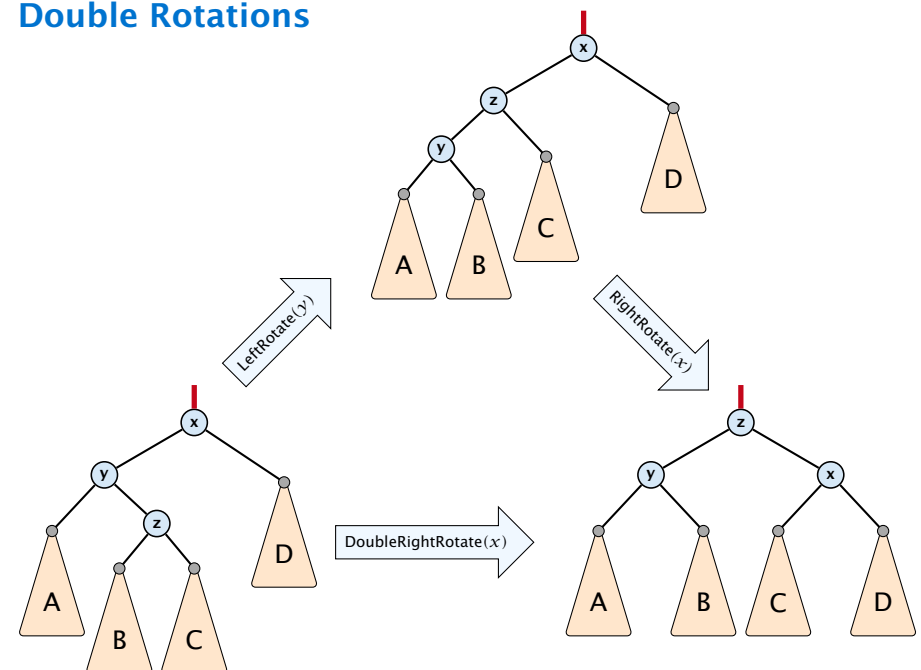 Double Rotations
x
z
y
D
C
A
B
LeftRotate(y)
RightRotate(x)
x
y
z
D
A
B
C
DoubleRightRotate(x)
z
y
x
A
B
C
D